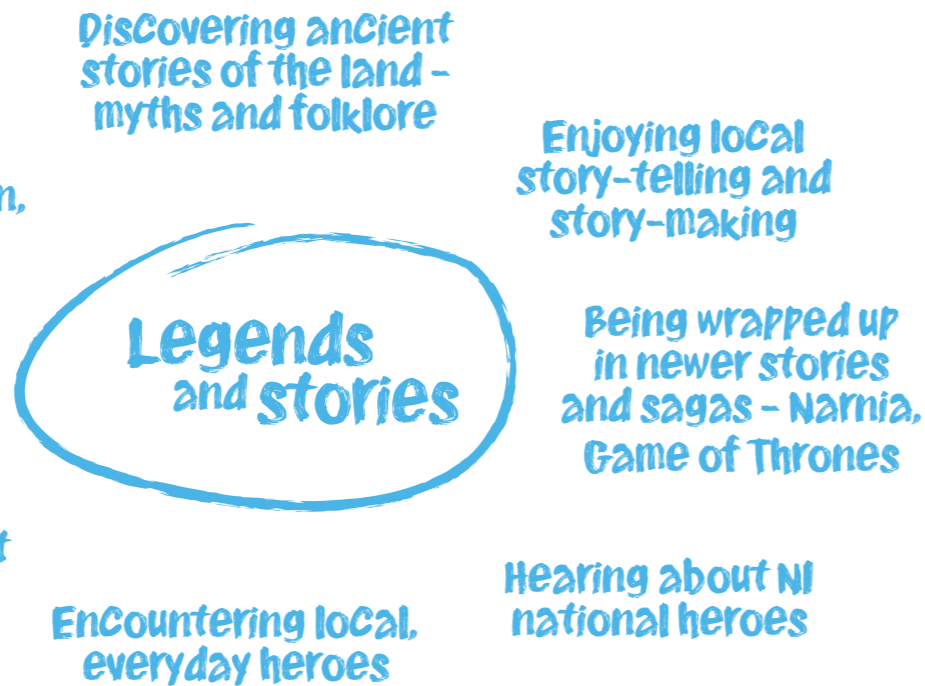 Discovering ancient
stories of the land -
myths and folklore
Enjoying local
story-telling and
story-making
Legends
and stories
Being wrapped up
in newer stories
and sagas - Narnia,
Game of Thrones
Hearing about NI
national heroes
Encountering local,
everyday heroes